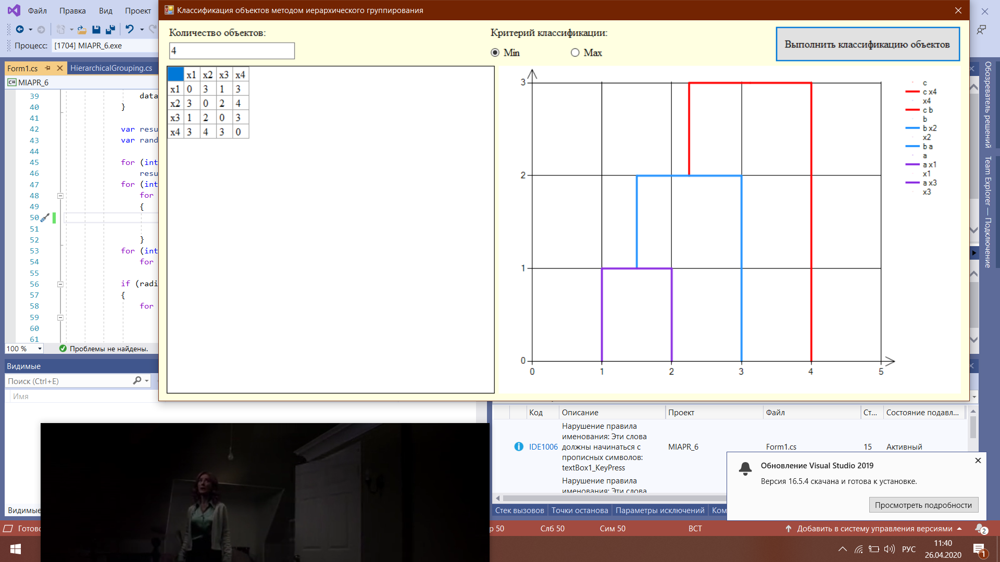 Файл Правка Вид Проект
Процесс: [1704] MIAPR_6.exe
Form1.cs HierarchicalGrouping.cs
C# MIAPR_6
39 data
40 }
41
42 var resu
43 var rand
44
45 for (int
46 resu
47 for (int
48 for
49 {
50
51
52 }
53 for (int
54 for
55
56 if (radi
57 {
58 for
59
60
61
100 % Проблемы не найдены.
Видимые
Поиск (Ctrl+E)
Имя
Видимые
Классификация объектов методом иерархического группирования
Количество объектов:
4
Критерий классификации:
Min Max
Выполнить классификацию объектов
x1 x2 x3 x4
x1 0 3 1 3
x2 3 0 2 4
x3 1 2 0 3
x4 3 4 3 0
3
2
1
0
0 1 2 3 4 5
c
c x4
x4
c b
b
b x2
x2
b a
a
a x1
x1
a x3
x3
Обозреватель решений
Team Explorer — Подключение
Код Описание Проект Файл Ст... Состояние подавл...
Нарушение правила
именования: Эти слова
должны начинаться с
прописных символов:
textBox1_KeyPress
IDE1006 MIAPR_6 Form1.cs 15 Активный
Нарушение правила
именования: Эти слова
Стек вызовов Точки останова Параметры исключений Ком
Обновление Visual Studio 2019
Версия 16.5.4 скачана и готова к установке.
Просмотреть подробности
Готово
р 50 Слб 50 Сим 50 ВСТ Добавить в систему управления версиями 2
РУС 11:40
26.04.2020
1